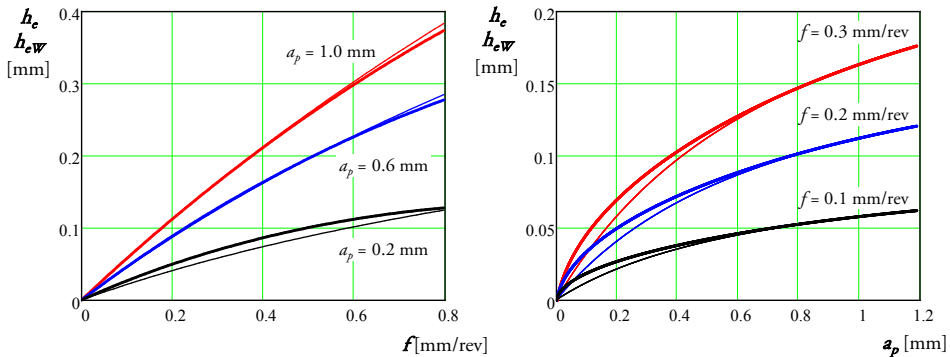 h_e
h_eW
[mm]
0.4
0.3
0.2
0.1
0
a_p = 1.0 mm
a_p = 0.6 mm
a_p = 0.2 mm
0 0.2 0.4 0.6 0.8
f [mm/rev]
h_e
h_eW
[mm]
0.2
0.15
0.1
0.05
0
f = 0.3 mm/rev
f = 0.2 mm/rev
f = 0.1 mm/rev
0 0.2 0.4 0.6 0.8 1.0 1.2
a_p [mm]